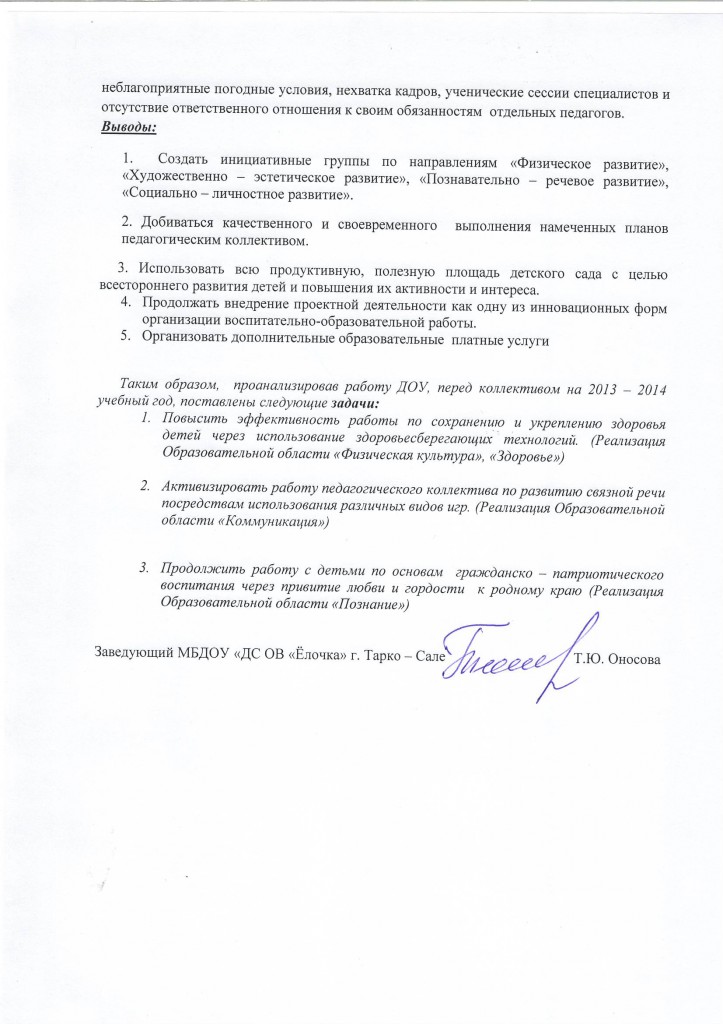 неблагоприятные погодные условия, нехватка кадров, ученические сессии специалистов и
отсутствие ответственного отношения к своим обязанностям отдельных педагогов.
Выводы:
1. Создать инициативные группы по направлениям «Физическое развитие»,
«Художественно – эстетическое развитие», «Познавательно – речевое развитие»,
«Социально – личностное развитие».
2. Добиваться качественного и своевременного выполнения намеченных планов
педагогическим коллективом.
3. Использовать всю продуктивную, полезную площадь детского сада с целью
всестороннего развития детей и повышения их активности и интереса.
4. Продолжать внедрение проектной деятельности как одну из инновационных форм
организации воспитательно-образовательной работы.
5. Организовать дополнительные образовательные платные услуги
Таким образом, проанализировав работу ДОУ, перед коллективом на 2013 – 2014
учебный год, поставлены следующие задачи:
1. Повысить эффективность работы по сохранению и укреплению здоровья
детей через использование здоровьесберегающих технологий. (Реализация
Образовательной области «Физическая культура», «Здоровье»)
2. Активизировать работу педагогического коллектива по развитию связной речи
посредствам использования различных видов игр. (Реализация Образовательной
области «Коммуникация»)
3. Продолжить работу с детьми по основам гражданско – патриотического
воспитания через привитие любви и гордости к родному краю (Реализация
Образовательной области «Познание»)
Заведующий МБДОУ «ДС ОВ «Ёлочка» г. Тарко – Сале Т.Ю. Оносова